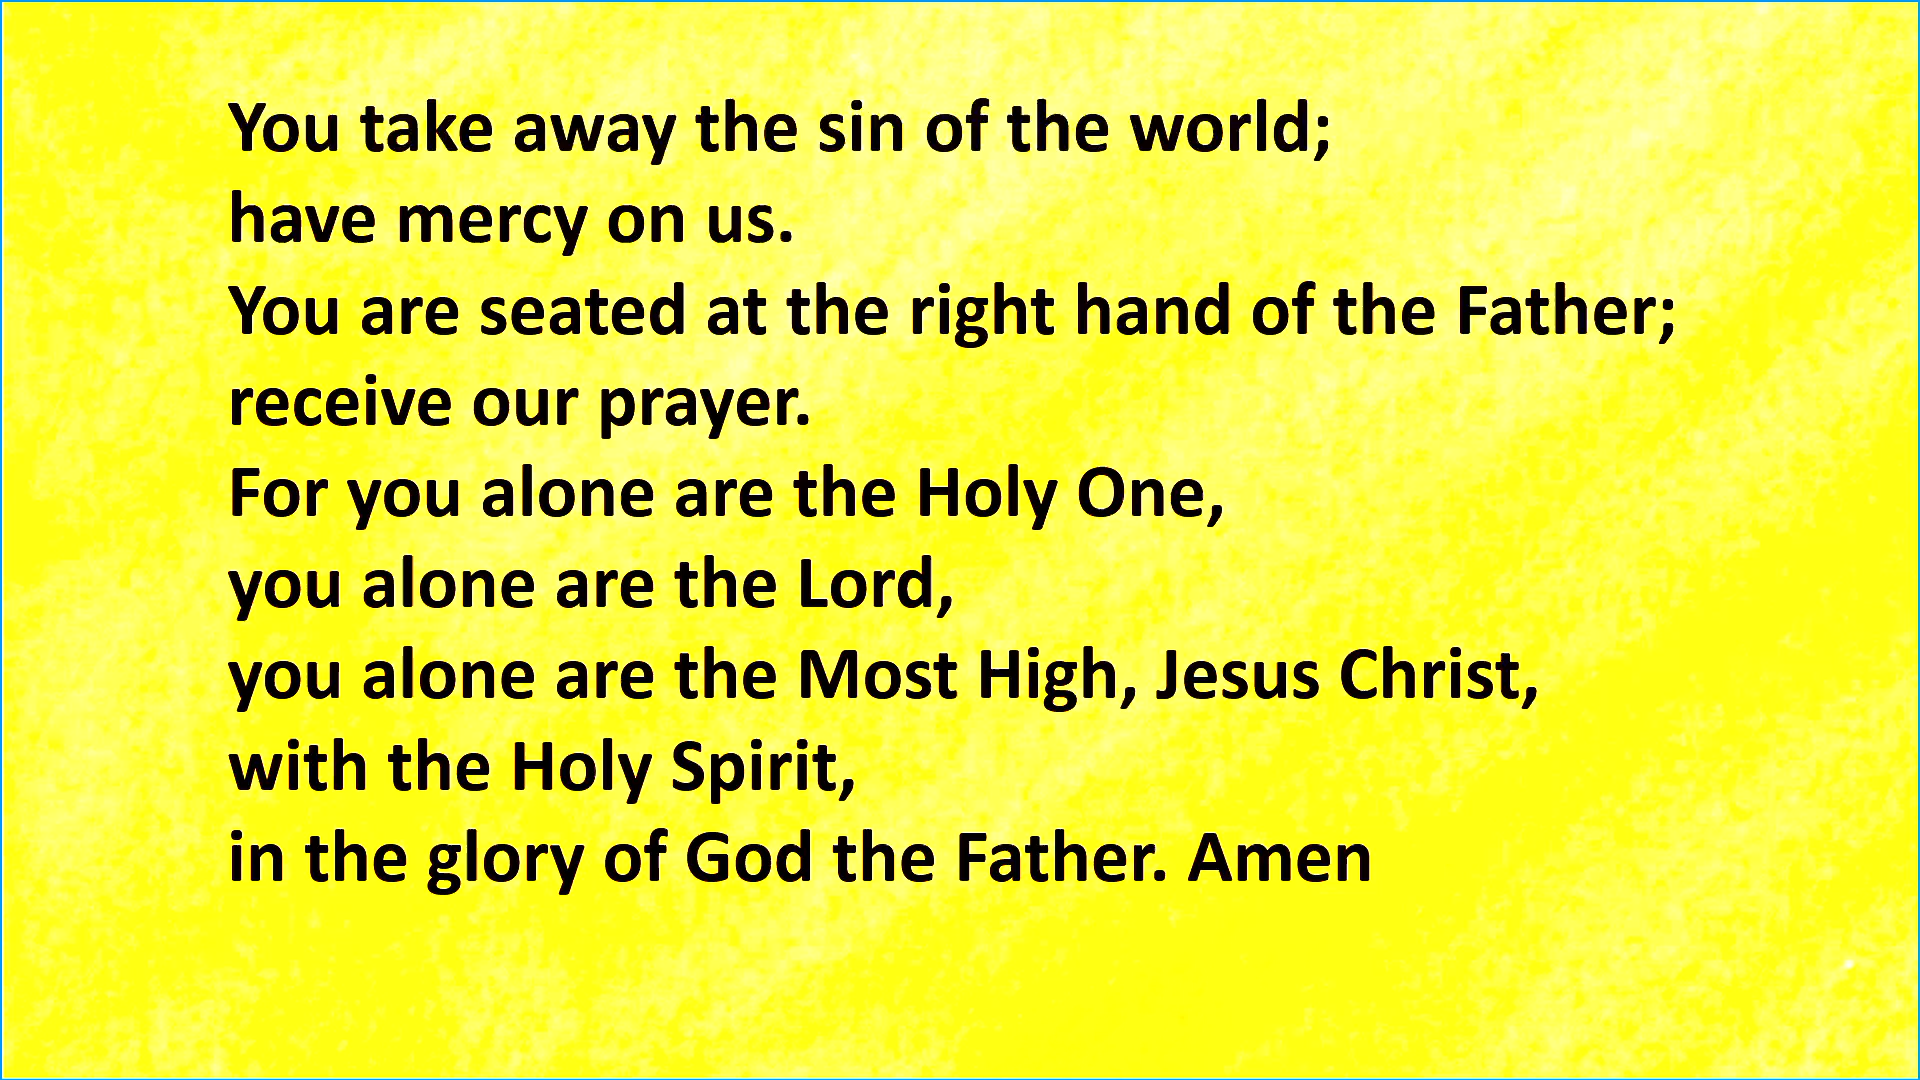 You take away the sin of the world;
have mercy on us.
You are seated at the right hand of the Father;
receive our prayer.
For you alone are the Holy One,
you alone are the Lord,
you alone are the Most High, Jesus Christ,
with the Holy Spirit,
in the glory of God the Father. Amen